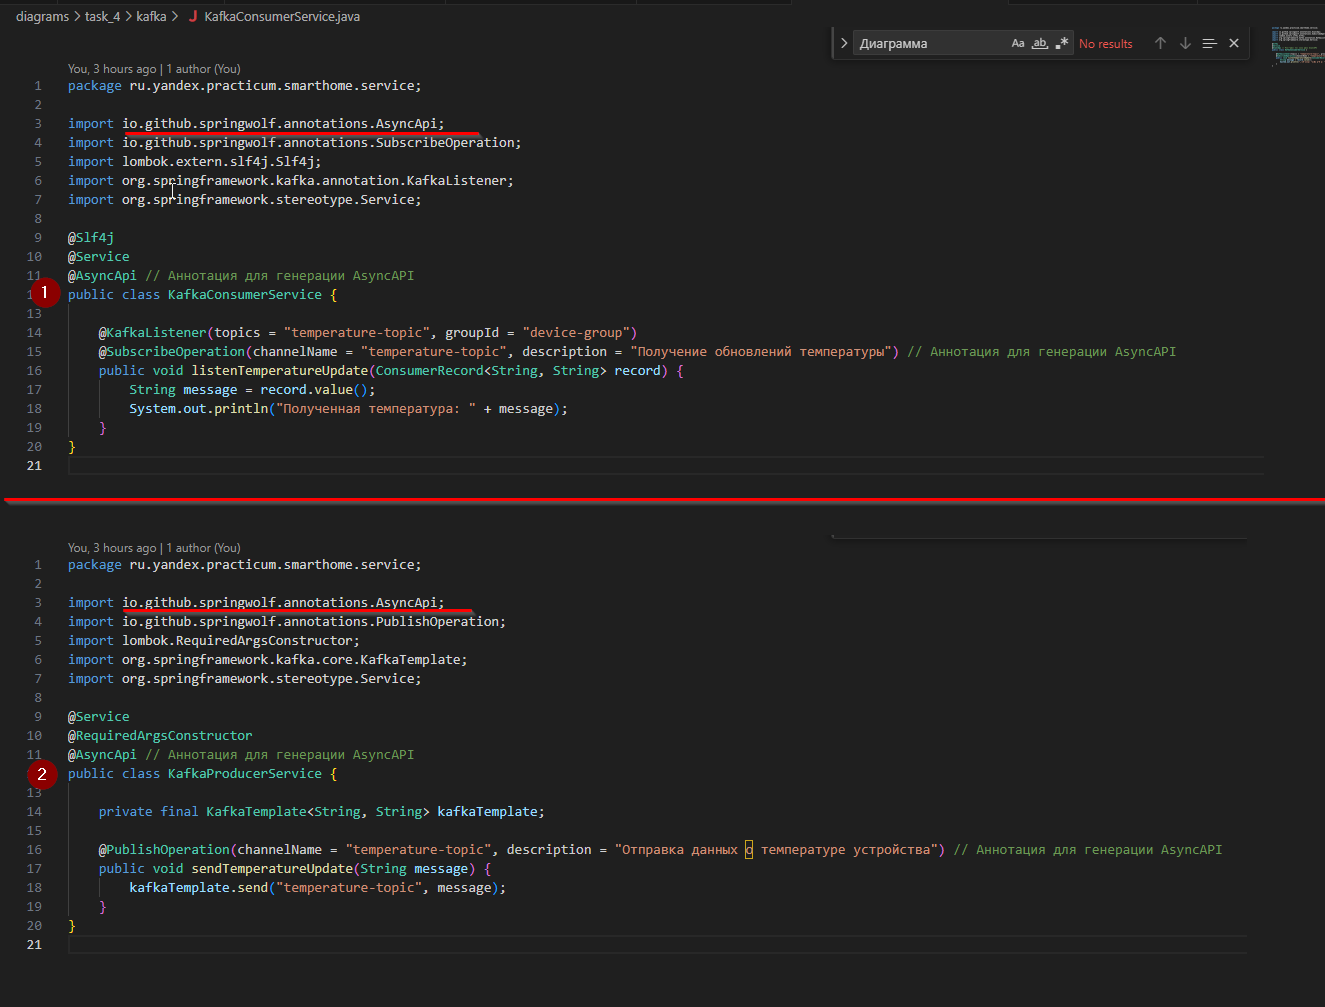 diagrams > task_4 > kafka > J KafkaConsumerService.java
Диаграмма Aa ab .* No results
You, 3 hours ago | 1 author (You)
1 package ru.yandex.practicum.smarthome.service;
2
3 import io.github.springwolf.annotations.AsyncApi;
4 import io.github.springwolf.annotations.SubscribeOperation;
5 import lombok.extern.slf4j.Slf4j;
6 import org.springframework.kafka.annotation.KafkaListener;
7 import org.springframework.stereotype.Service;
8
9 @Slf4j
10 @Service
11 @AsyncApi // Аннотация для генерации AsyncAPI
1 public class KafkaConsumerService {
13
14 @KafkaListener(topics = "temperature-topic", groupId = "device-group")
15 @SubscribeOperation(channelName = "temperature-topic", description = "Получение обновлений температуры") // Аннотация для генерации AsyncAPI
16 public void listenTemperatureUpdate(ConsumerRecord<String, String> record) {
17 String message = record.value();
18 System.out.println("Полученная температура: " + message);
19 }
20 }
21
You, 3 hours ago | 1 author (You)
1 package ru.yandex.practicum.smarthome.service;
2
3 import io.github.springwolf.annotations.AsyncApi;
4 import io.github.springwolf.annotations.PublishOperation;
5 import lombok.RequiredArgsConstructor;
6 import org.springframework.kafka.core.KafkaTemplate;
7 import org.springframework.stereotype.Service;
8
9 @Service
10 @RequiredArgsConstructor
11 @AsyncApi // Аннотация для генерации AsyncAPI
2 public class KafkaProducerService {
13
14 private final KafkaTemplate<String, String> kafkaTemplate;
15
16 @PublishOperation(channelName = "temperature-topic", description = "Отправка данных о температуре устройства") // Аннотация для генерации AsyncAPI
17 public void sendTemperatureUpdate(String message) {
18 kafkaTemplate.send("temperature-topic", message);
19 }
20 }
21